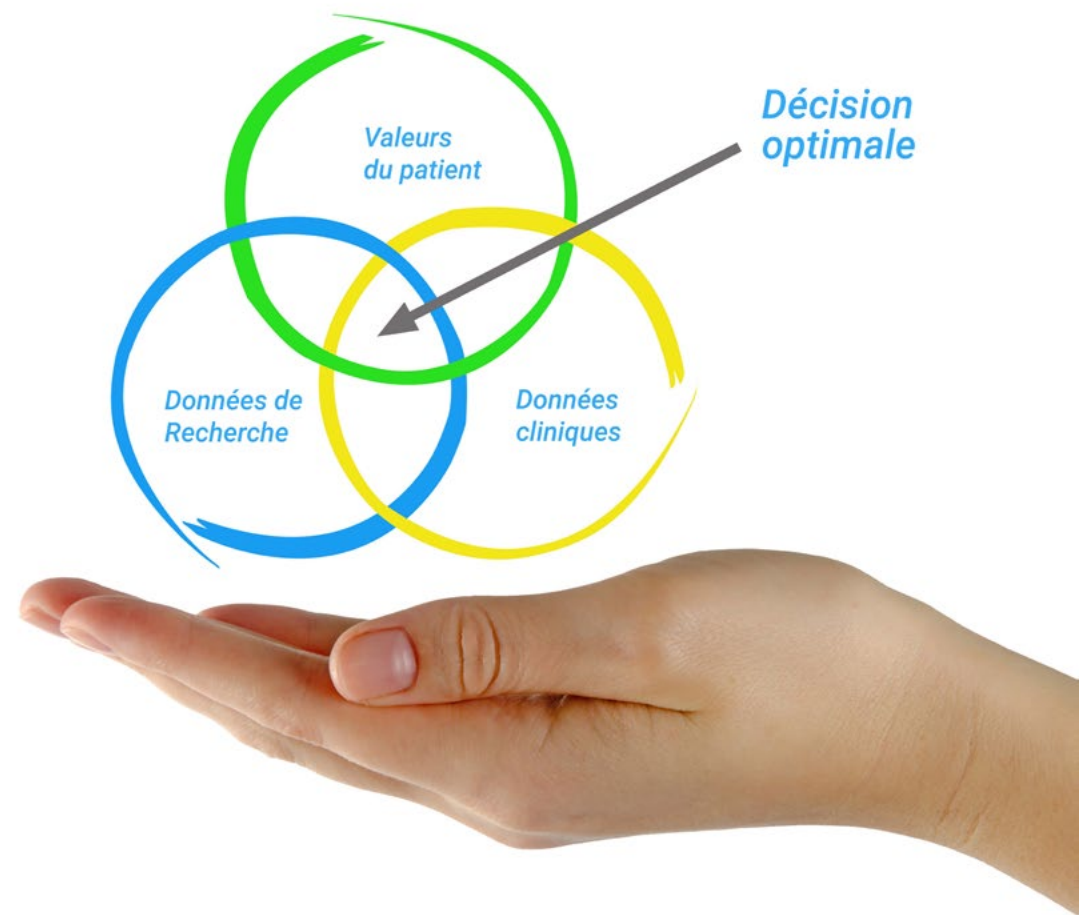 Décision
optimale
Valeurs
du patient
Données de
Recherche
Données
cliniques